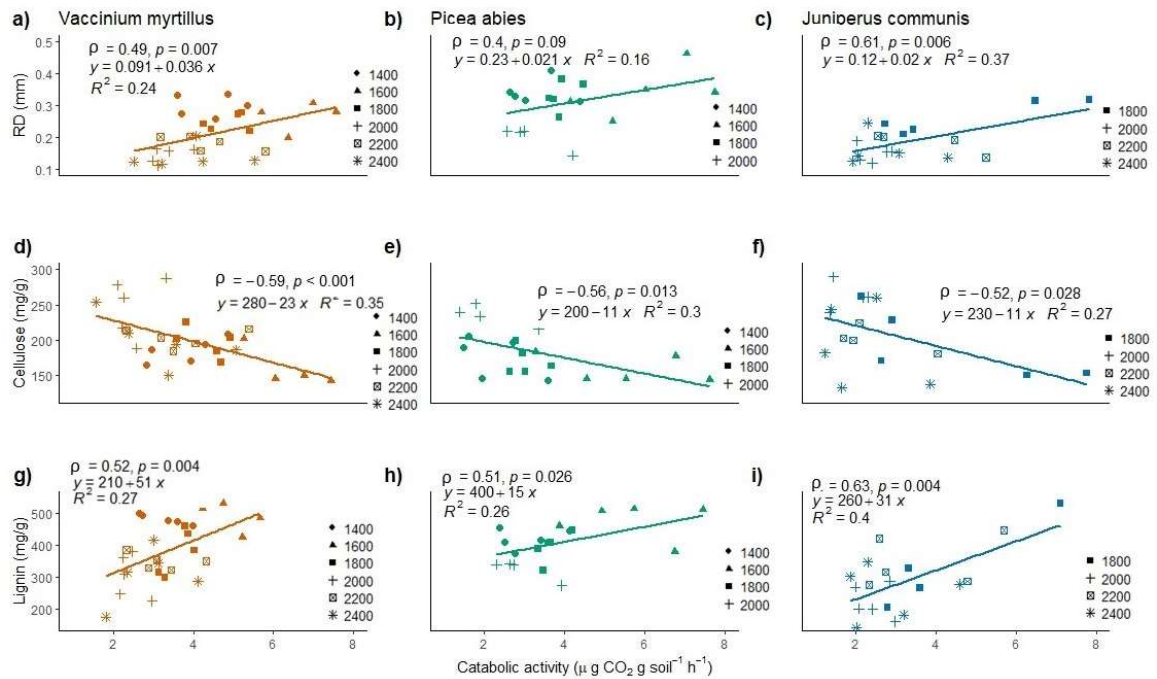 a) Vaccinium myrtillus
b) Picea abies
c) Juniperus communis
RD (mm)
0.5
0.4
0.3
0.2
0.1
ρ = 0.49, p = 0.007
y = 0.091 + 0.036 x
R² = 0.24
1400
1600
1800
2000
2200
2400
ρ = 0.4, p = 0.09
y = 0.23 + 0.021 x R² = 0.16
1400
1600
1800
2000
ρ = 0.61, p = 0.006
y = 0.12 + 0.02 x R² = 0.37
1800
2000
2200
2400
d)
e)
f)
Cellulose (mg/g)
300
250
200
150
ρ = −0.59, p < 0.001
y = 280 − 23 x R² = 0.35
1400
1600
1800
2000
2200
2400
ρ = −0.56, p = 0.013
y = 200 − 11 x R² = 0.3
1400
1600
1800
2000
ρ = −0.52, p = 0.028
y = 230 − 11 x R² = 0.27
1800
2000
2200
2400
g)
h)
i)
Lignin (mg/g)
500
400
300
200
ρ = 0.52, p = 0.004
y = 210 + 51 x
R² = 0.27
1400
1600
1800
2000
2200
2400
ρ = 0.51, p = 0.026
y = 400 + 15 x
R² = 0.26
1400
1600
1800
2000
ρ = 0.63, p = 0.004
y = 260 + 31 x
R² = 0.4
1800
2000
2200
2400
2 4 6 8
2 4 6 8
2 4 6 8
Catabolic activity (μ g CO₂ g soil⁻¹ h⁻¹)